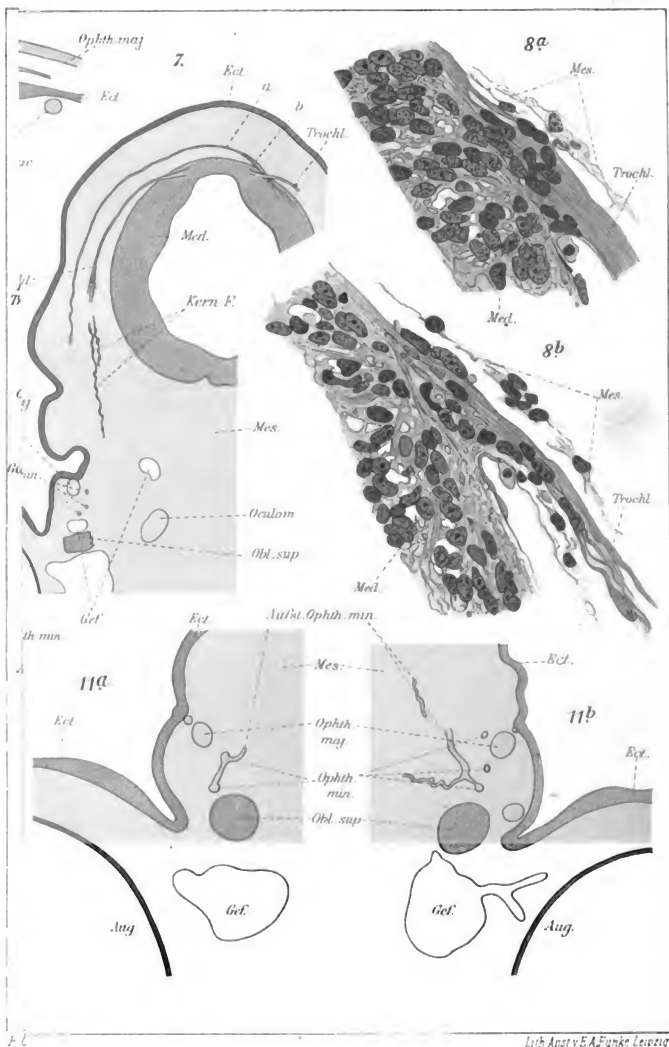 Ophth. maj
7.
8a
Ect
Mes.
Ect
a
b
Trochl.
Trochl.
Med.
Med.
Kern F.
8b
Mes.
Mes.
Oculom
Obl. sup
Trochl
Gef
Med
th min.
Ect.
Aufst. Ophth. min.
Mes.
Ect.
11a
11b
Ect
Ophth. maj.
Ect.
Ophth. min.
Obl. sup
Aug
Gef.
Gef.
Aug.
Lith Anst v E A Funke Leipzig